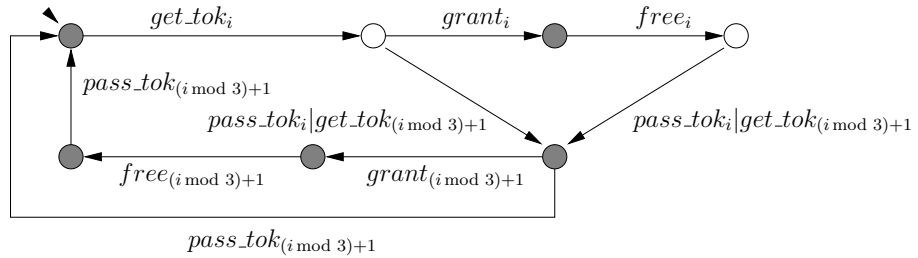 get_tok_i
grant_i
free_i
pass_tok_{(i mod 3)+1}
pass_tok_i|get_tok_{(i mod 3)+1}
pass_tok_i|get_tok_{(i mod 3)+1}
free_{(i mod 3)+1}
grant_{(i mod 3)+1}
pass_tok_{(i mod 3)+1}